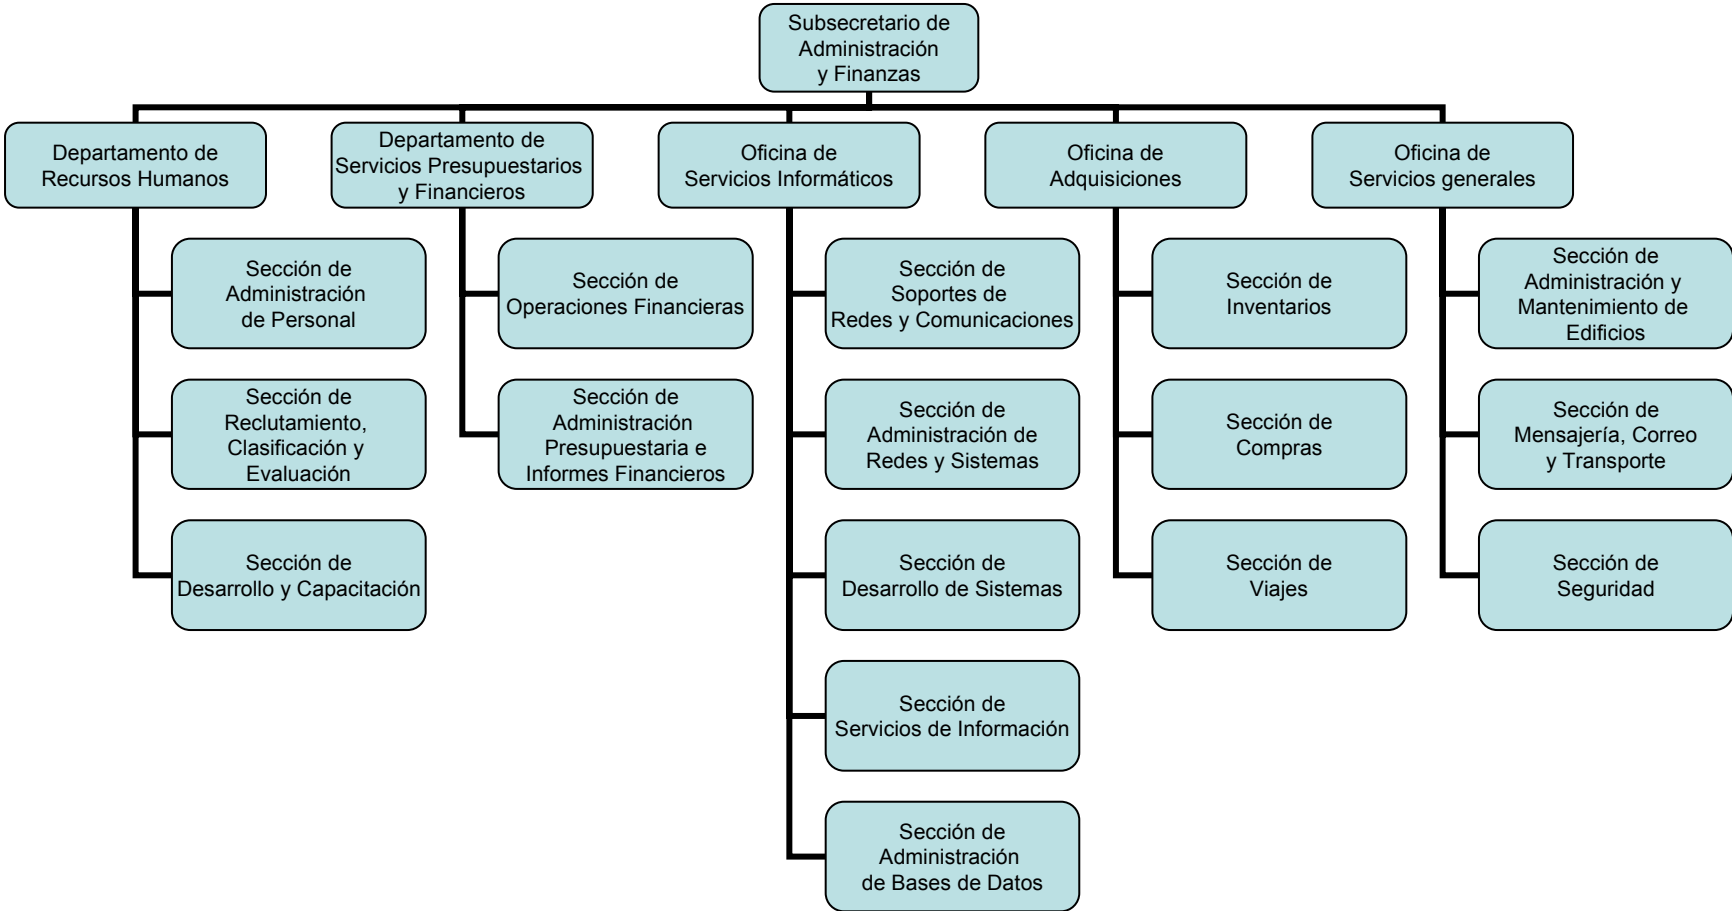 Subsecretario de
Administración
y Finanzas
Departamento de
Recursos Humanos
Departamento de
Servicios Presupuestarios
y Financieros
Oficina de
Servicios Informáticos
Oficina de
Adquisiciones
Oficina de
Servicios generales
Sección de
Administración
de Personal
Sección de
Operaciones Financieras
Sección de
Soportes de
Redes y Comunicaciones
Sección de
Inventarios
Sección de
Administración y
Mantenimiento de
Edificios
Sección de
Reclutamiento,
Clasificación y
Evaluación
Sección de
Administración
Presupuestaria e
Informes Financieros
Sección de
Administración de
Redes y Sistemas
Sección de
Compras
Sección de
Mensajería, Correo
y Transporte
Sección de
Desarrollo y Capacitación
Sección de
Desarrollo de Sistemas
Sección de
Viajes
Sección de
Seguridad
Sección de
Servicios de Información
Sección de
Administración
de Bases de Datos